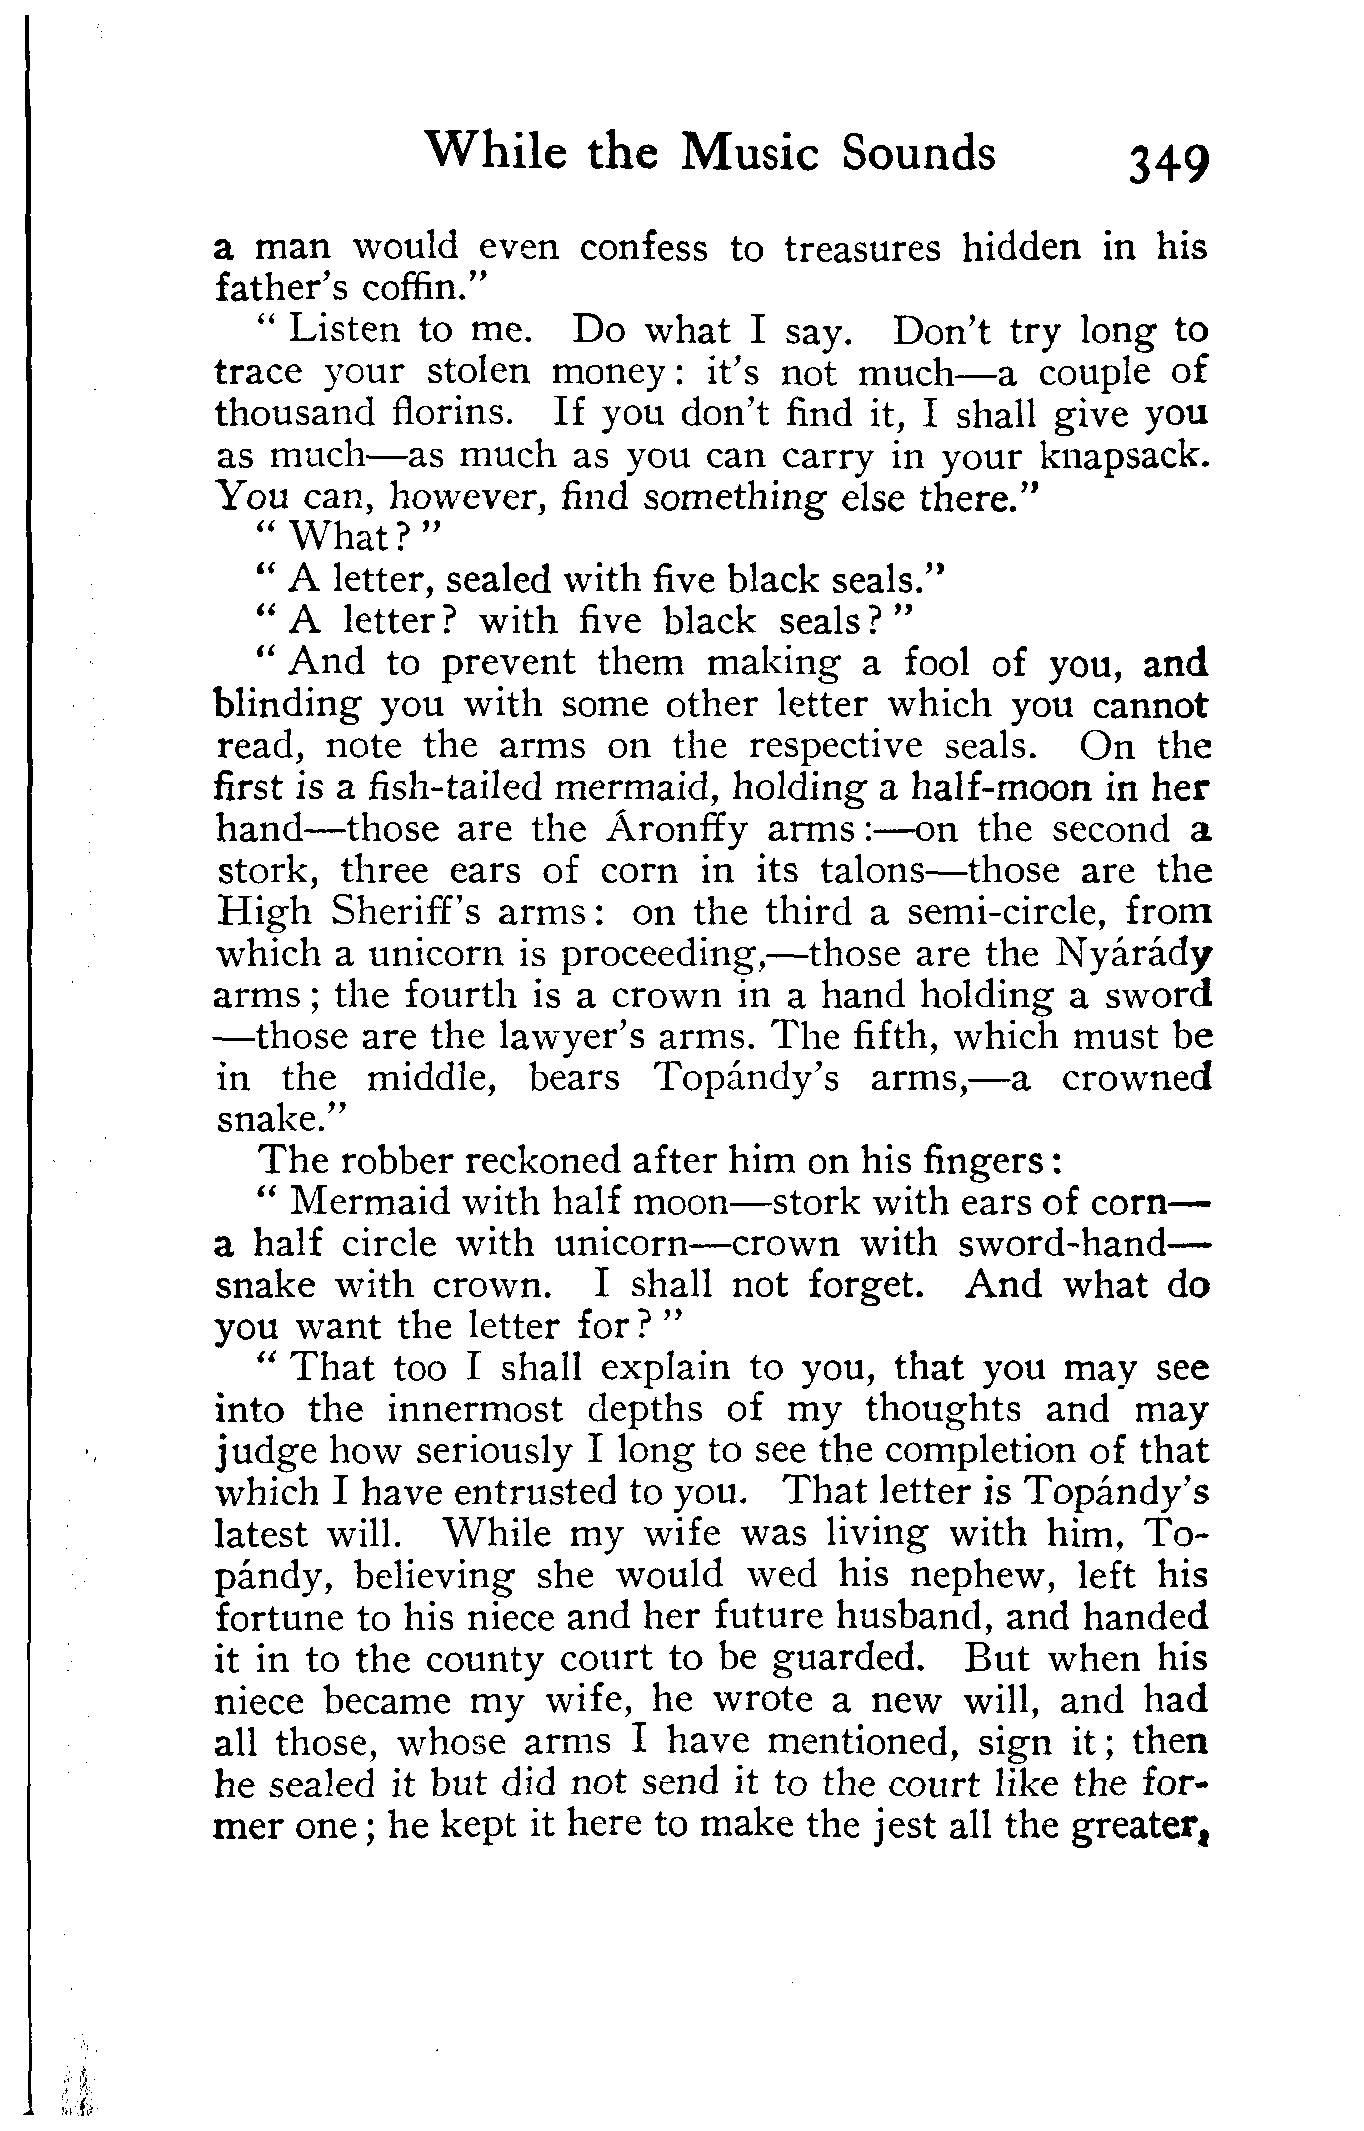 While the Music Sounds 349
a man would even confess to treasures hidden in his
father's coffin."
" Listen to me. Do what I say. Don't try long to
trace your stolen money : it's not much—a couple of
thousand florins. If you don't find it, I shall give you
as much—as much as you can carry in your knapsack.
You can, however, find something else there."
" What ? "
" A letter, sealed with five black seals."
" A letter ? with five black seals ? "
" And to prevent them making a fool of you, and
blinding you with some other letter which you cannot
read, note the arms on the respective seals. On the
first is a fish-tailed mermaid, holding a half-moon in her
hand—those are the Áronffy arms :—on the second a
stork, three ears of corn in its talons—those are the
High Sheriff's arms : on the third a semi-circle, from
which a unicorn is proceeding,—those are the Nyárády
arms ; the fourth is a crown in a hand holding a sword
—those are the lawyer's arms. The fifth, which must be
in the middle, bears Topándy's arms,—a crowned
snake."
The robber reckoned after him on his fingers :
" Mermaid with half moon—stork with ears of corn—
a half circle with unicorn—crown with sword-hand—
snake with crown. I shall not forget. And what do
you want the letter for ? "
" That too I shall explain to you, that you may see
into the innermost depths of my thoughts and may
judge how seriously I long to see the completion of that
which I have entrusted to you. That letter is Topándy's
latest will. While my wife was living with him, To-
pándy, believing she would wed his nephew, left his
fortune to his niece and her future husband, and handed
it in to the county court to be guarded. But when his
niece became my wife, he wrote a new will, and had
all those, whose arms I have mentioned, sign it ; then
he sealed it but did not send it to the court like the for-
mer one ; he kept it here to make the jest all the greater,